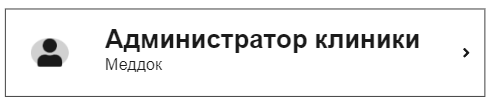 Администратор клиники
Меддок